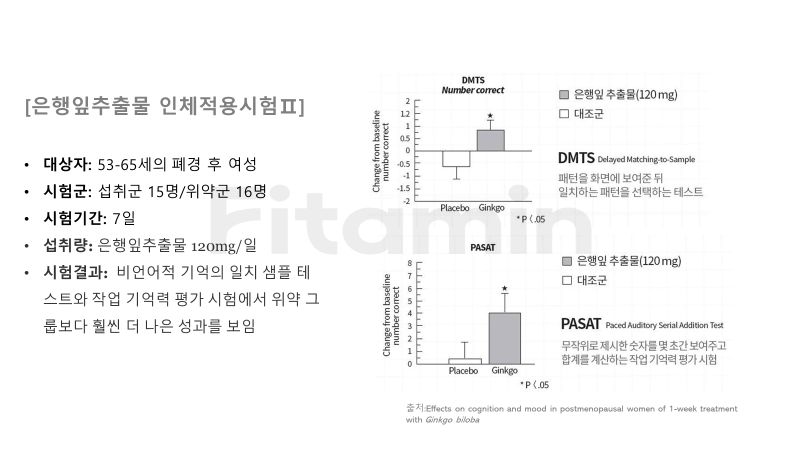 [은행잎추출물 인체적용시험Ⅱ]
• 대상자: 53-65세의 폐경 후 여성
• 시험군: 섭취군 15명/위약군 16명
• 시험기간: 7일
• 섭취량: 은행잎추출물 120mg/일
• 시험결과: 비언어적 기억의 일치 샘플 테
스트와 작업 기억력 평가 시험에서 위약 그
룹보다 훨씬 더 나은 성과를 보임
Fitamin
DMTS
Number correct
Change from baseline
number correct
2
12
1
0.5
0
-0.5
-1
-1.5
-2
★
Placebo Ginkgo
* P 〈 .05
은행잎 추출물(120 mg)
대조군
DMTS Delayed Matching-to-Sample
패턴을 화면에 보여준 뒤
일치하는 패턴을 선택하는 테스트
PASAT
Change from baseline
number correct
8
7
6
5
4
3
2
1
0
★
Placebo Ginkgo
* P 〈 .05
은행잎 추출물(120 mg)
대조군
PASAT Paced Auditory Serial Addition Test
무작위로 제시한 숫자를 몇 초간 보여주고
합계를 계산하는 작업 기억력 평가 시험
출처:Effects on cognition and mood in postmenopausal women of 1-week treatment
with Ginkgo biloba